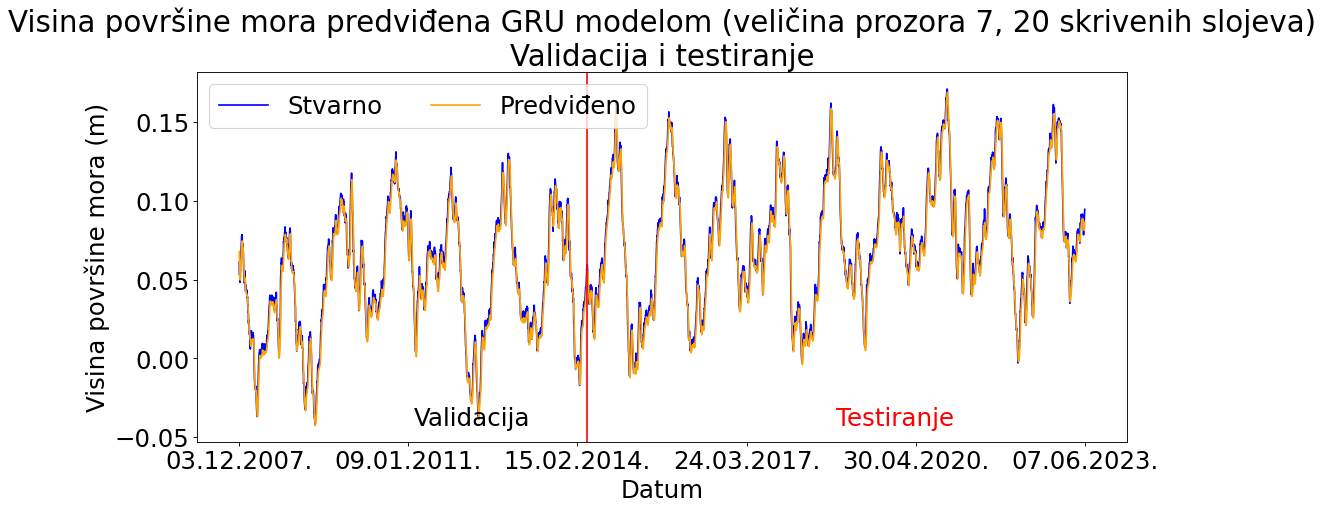 Visina površine mora predviđena GRU modelom (veličina prozora 7, 20 skrivenih slojeva)
Validacija i testiranje
Stvarno
Predviđeno
Visina površine mora (m)
0.15
0.10
0.05
0.00
−0.05
Validacija
Testiranje
03.12.2007.
09.01.2011.
15.02.2014.
24.03.2017.
30.04.2020.
07.06.2023.
Datum